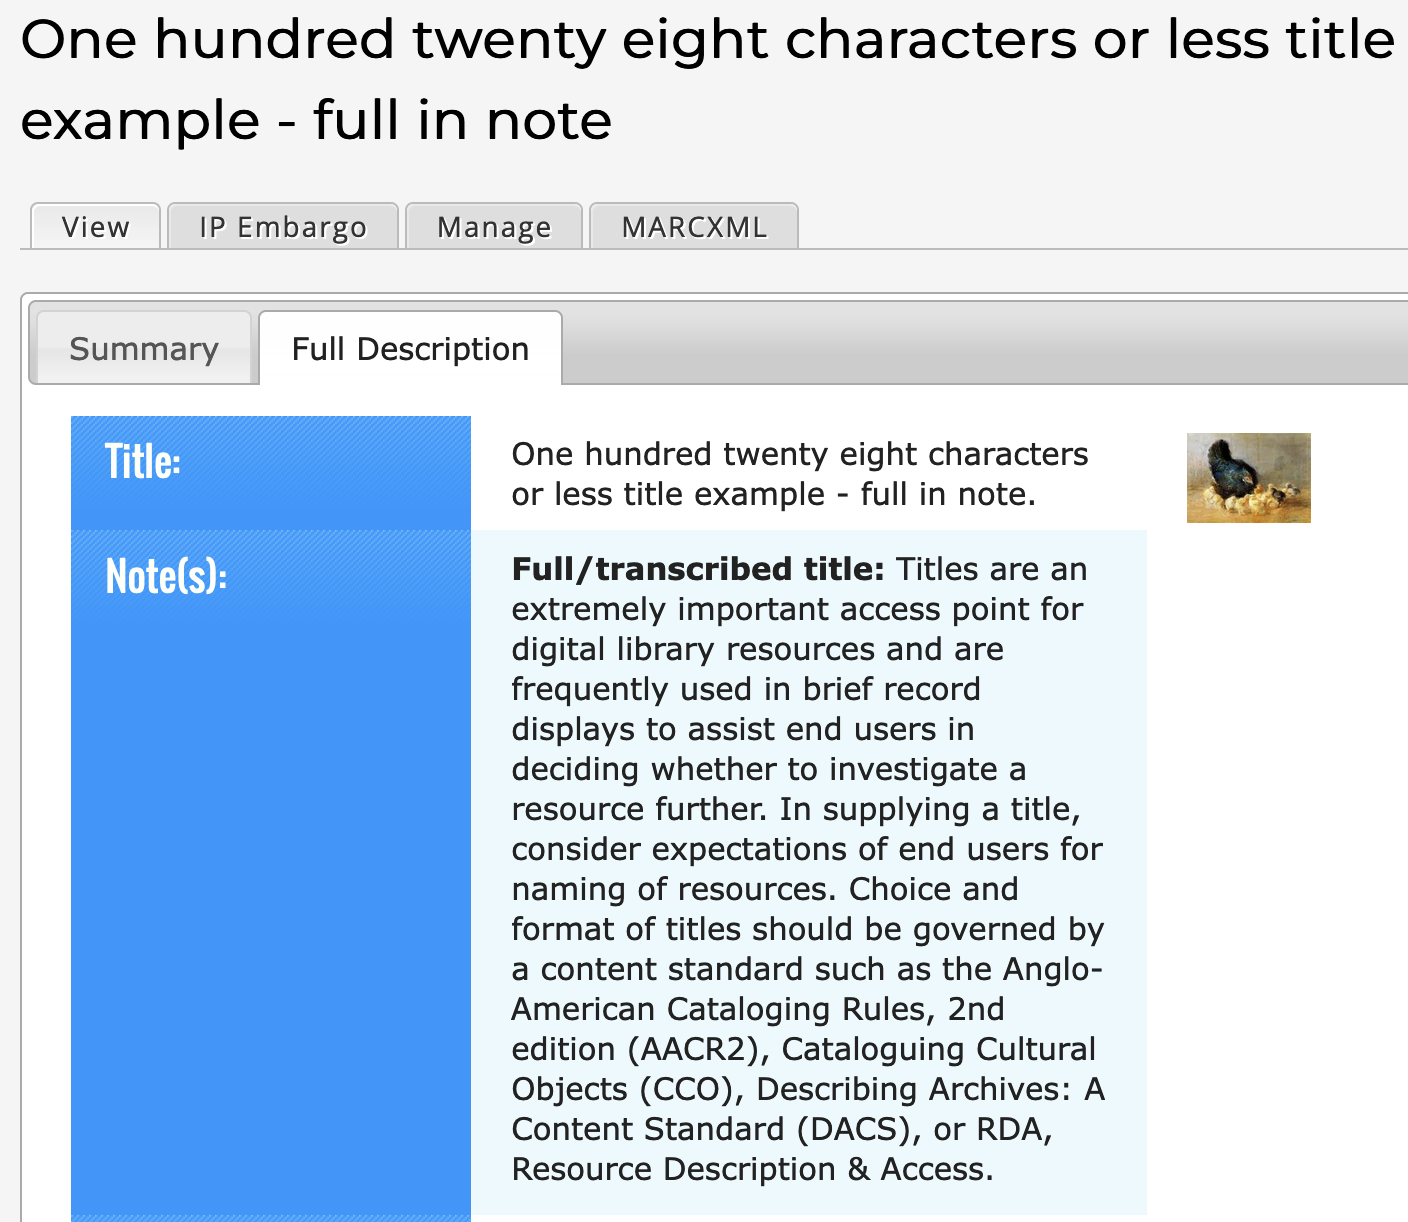 One hundred twenty eight characters or less title
example - full in note
View
IP Embargo
Manage
MARCXML
Summary
Full Description
Title:
One hundred twenty eight characters
or less title example - full in note.
Note(s):
Full/transcribed title: Titles are an
extremely important access point for
digital library resources and are
frequently used in brief record
displays to assist end users in
deciding whether to investigate a
resource further. In supplying a title,
consider expectations of end users for
naming of resources. Choice and
format of titles should be governed by
a content standard such as the Anglo-
American Cataloging Rules, 2nd
edition (AACR2), Cataloguing Cultural
Objects (CCO), Describing Archives: A
Content Standard (DACS), or RDA,
Resource Description & Access.